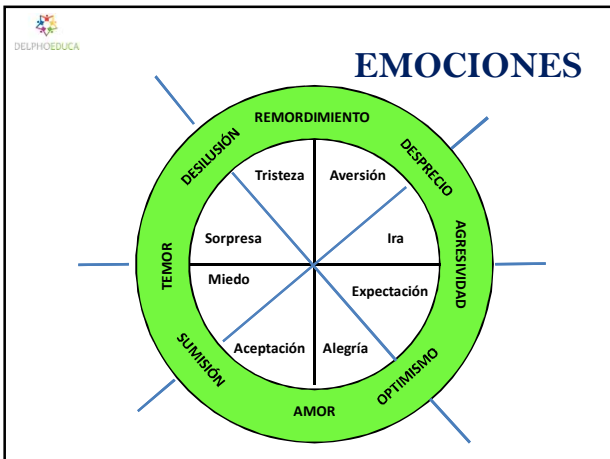 DELPHOEDUCA
EMOCIONES
REMORDIMIENTO
DESILUSIÓN
DESPRECIO
Tristeza
Aversión
Sorpresa
Ira
TEMOR
AGRESIVIDAD
Miedo
Expectación
Aceptación
Alegría
SUMISIÓN
OPTIMISMO
AMOR